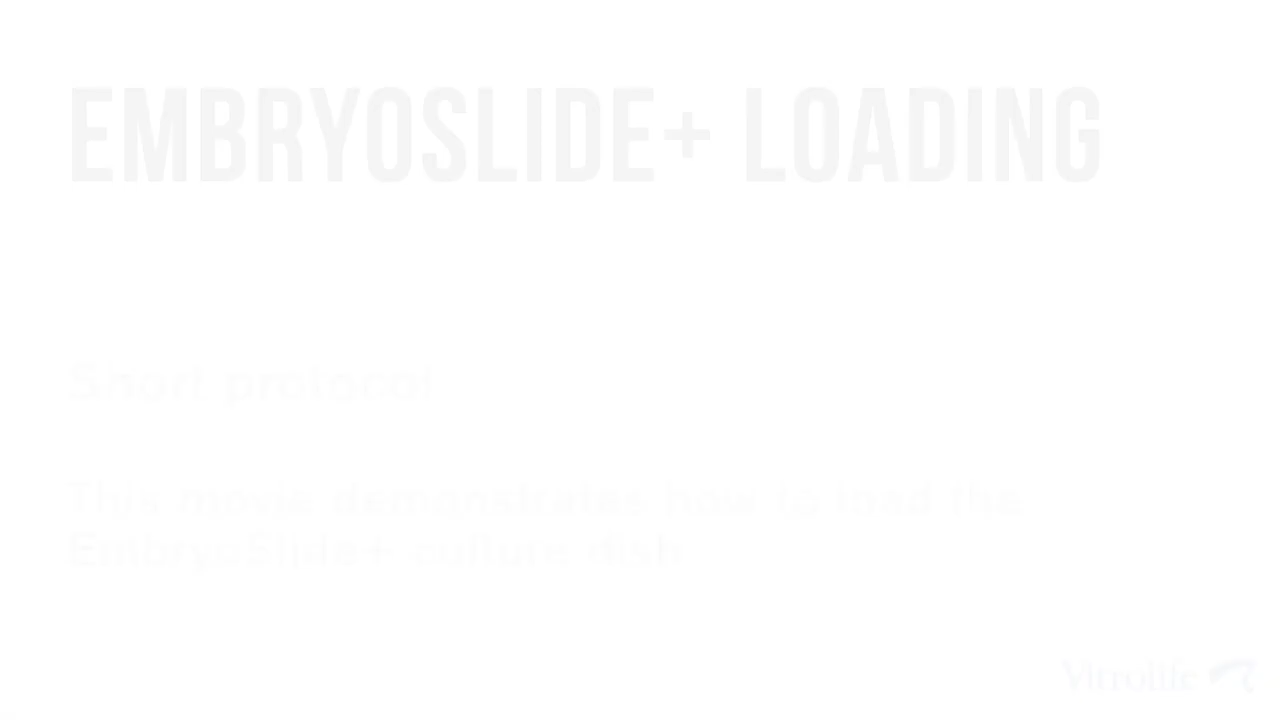 EMBRYOSLIDE+ LOADING
Short protocol
This movie demonstrates how to load the
EmbryoSlide+ culture dish
Vitrolife